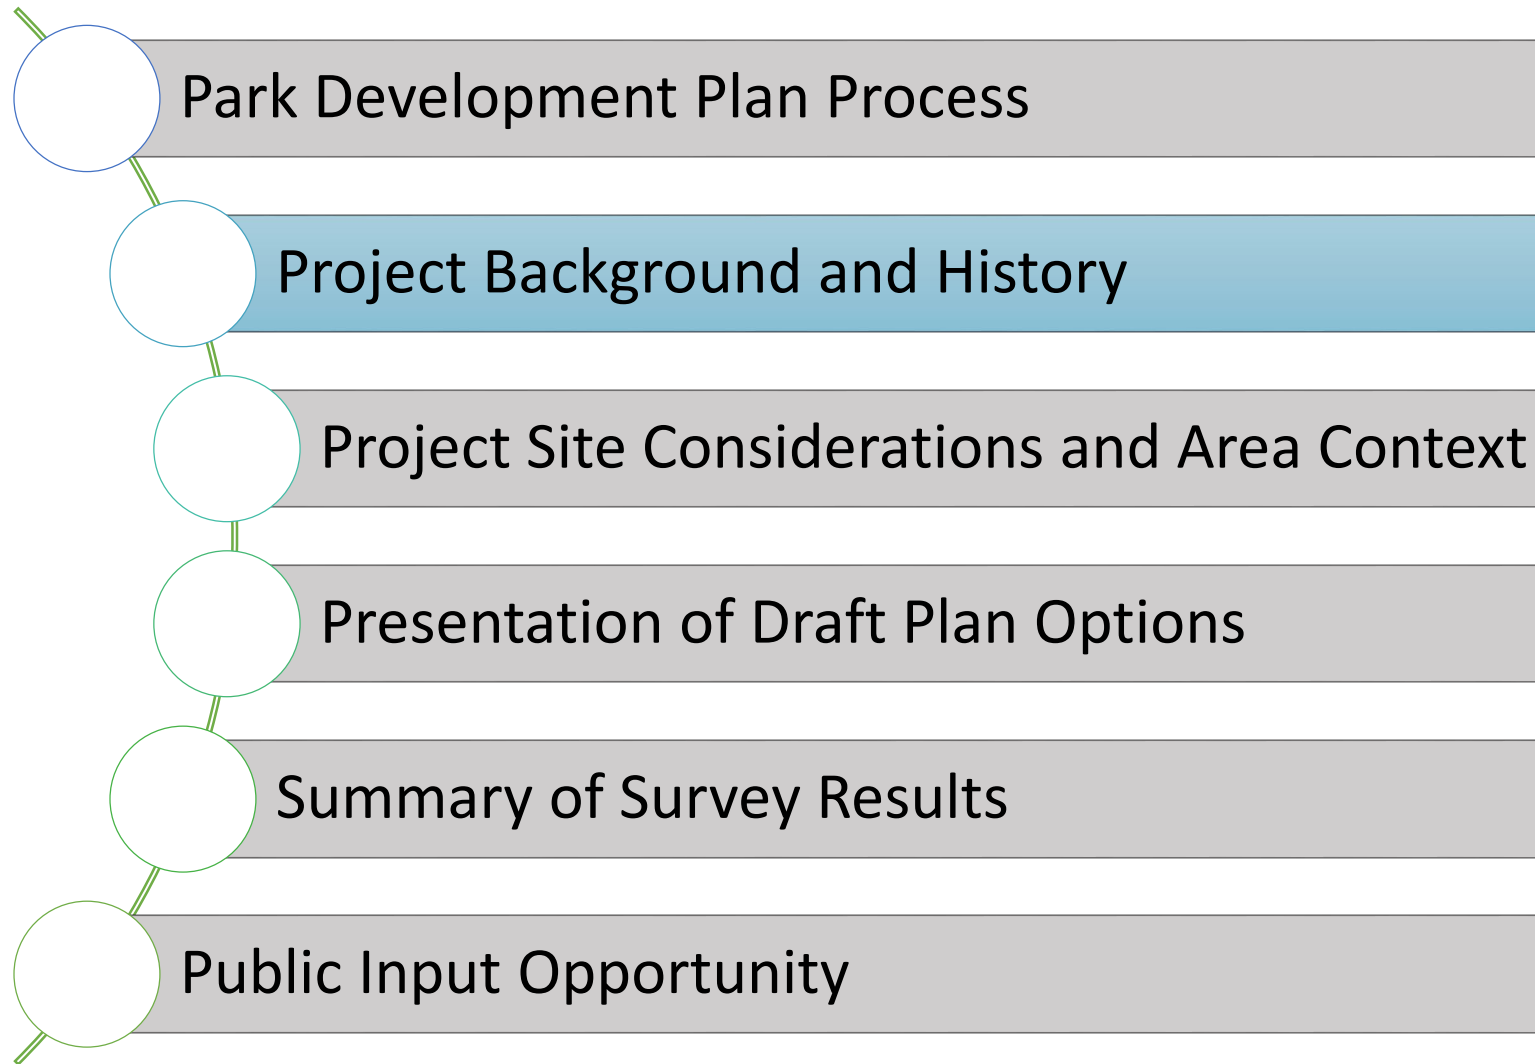 Park Development Plan Process
Project Background and History
Project Site Considerations and Area Context
Presentation of Draft Plan Options
Summary of Survey Results
Public Input Opportunity